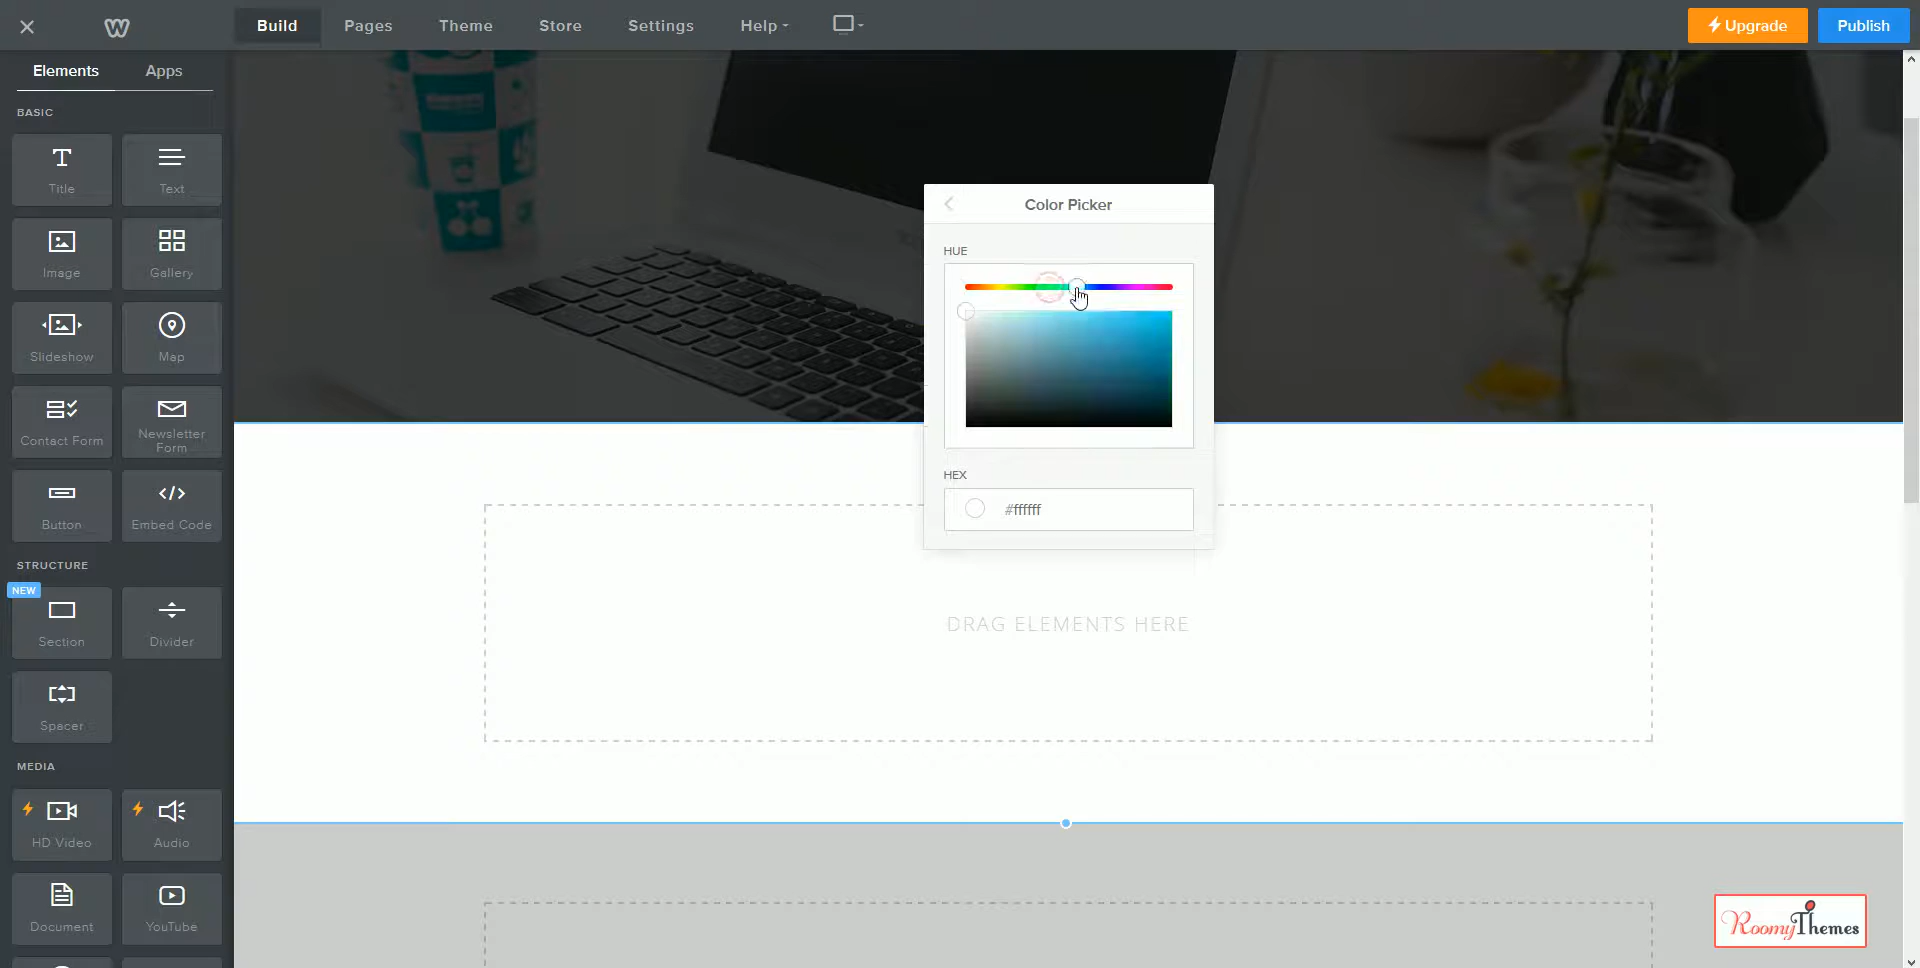 Build
Pages
Theme
Store
Settings
Help
Upgrade
Publish
Elements
Apps
BASIC
Title
Text
Image
Gallery
Slideshow
Map
Contact Form
Newsletter
Form
Button
Embed Code
STRUCTURE
NEW
Section
Divider
Spacer
MEDIA
HD Video
Audio
Document
YouTube
Color Picker
HUE
HEX
#ffffff
DRAG ELEMENTS HERE
RoomyThemes